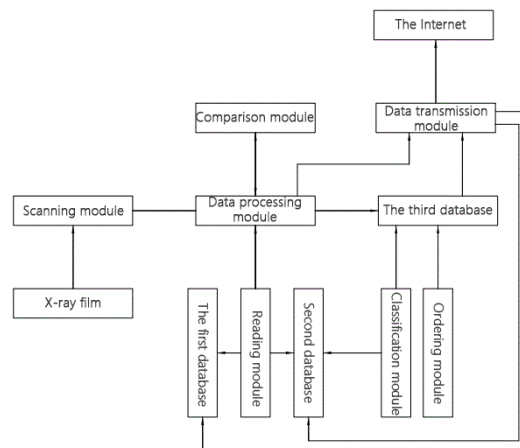 The Internet
Data transmission
module
Comparison module
Scanning module
Data processing
module
The third database
X-ray film
The first database
Reading module
Second database
Classification module
Ordering module